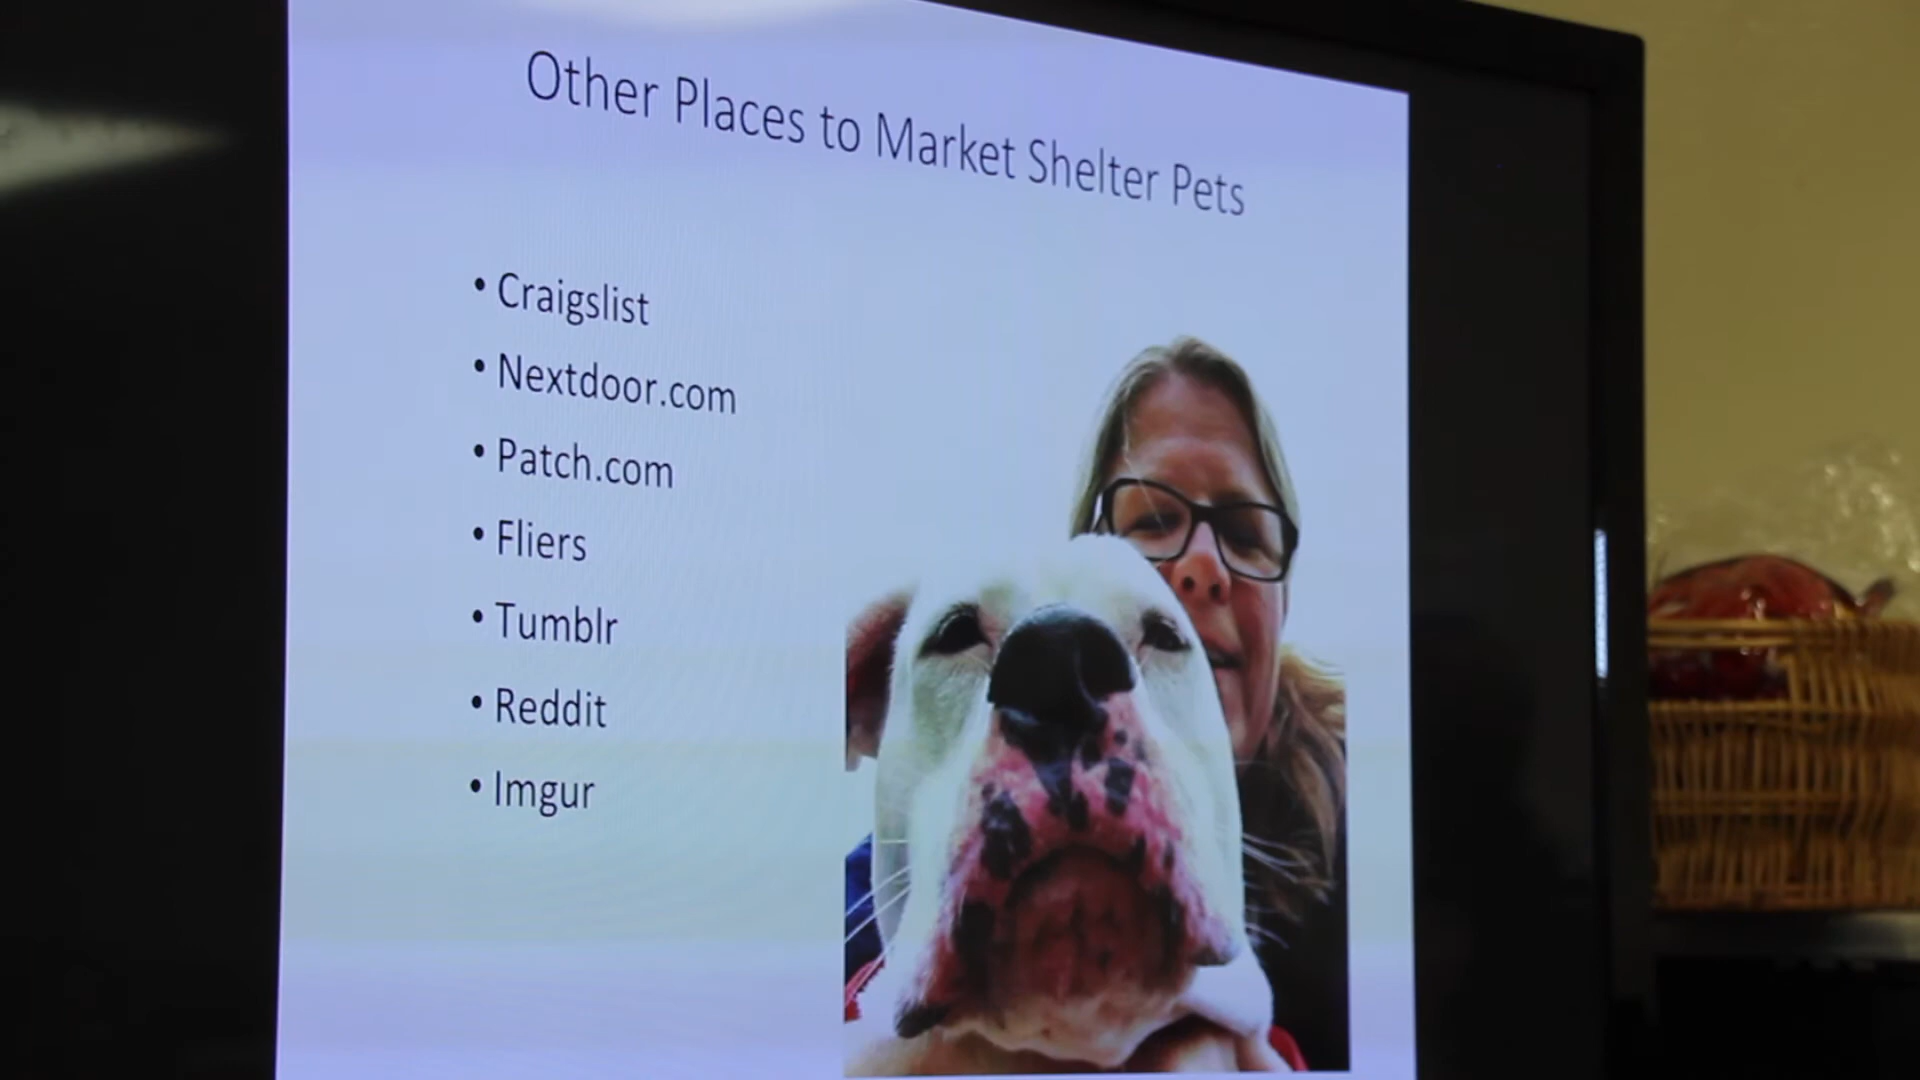 Other Places to Market Shelter Pets
• Craigslist
• Nextdoor.com
• Patch.com
• Fliers
• Tumblr
• Reddit
• Imgur